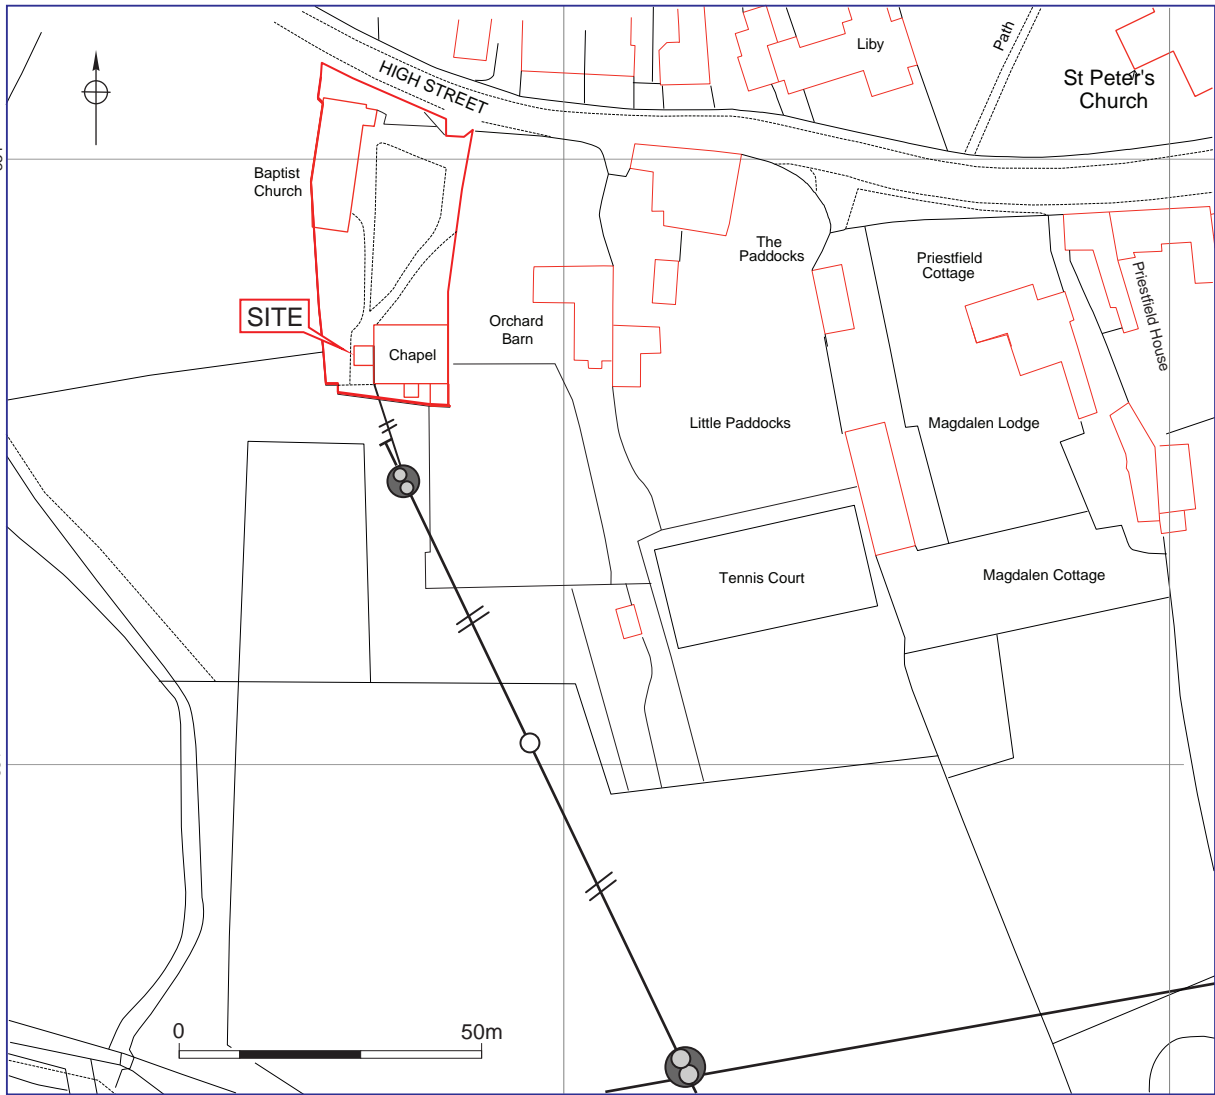 HIGH STREET
Liby
Path
St Peter's
Church
Baptist
Church
The
Paddocks
Priestfield
Cottage
Priestfield House
SITE
Orchard
Barn
Chapel
Little Paddocks
Magdalen Lodge
Tennis Court
Magdalen Cottage
0
50m